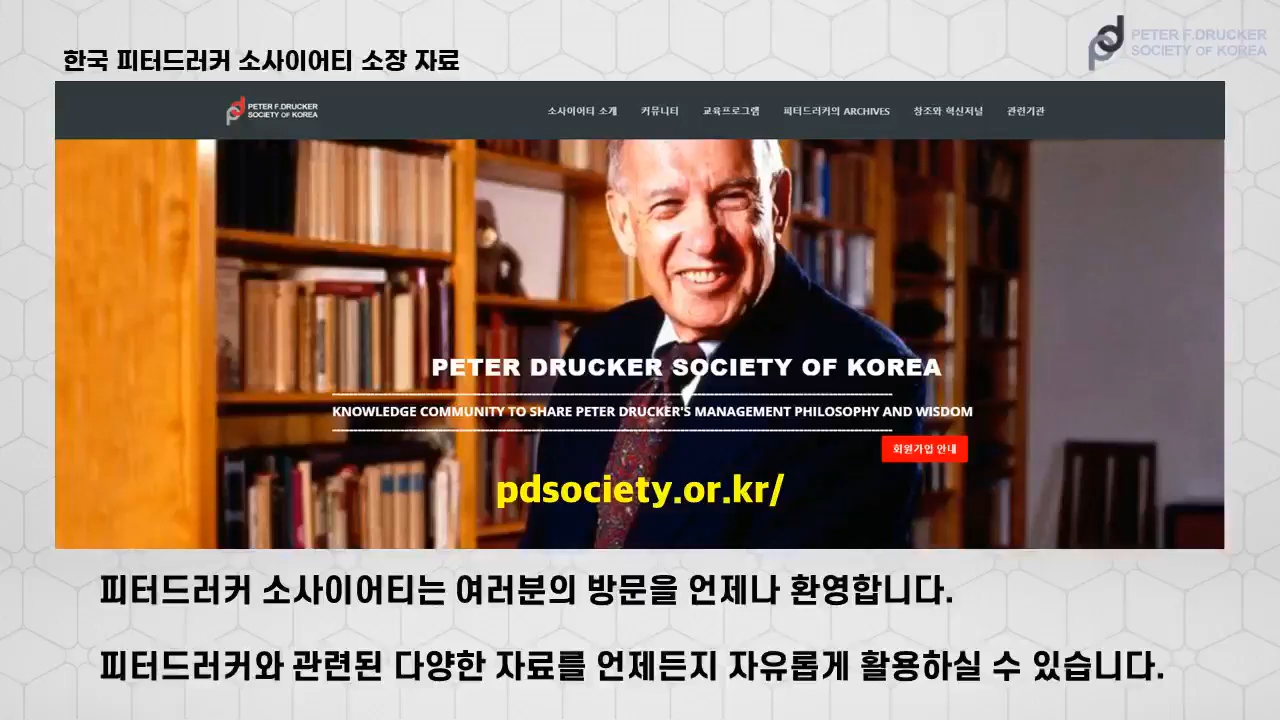 한국 피터드러커 소사이어티 소장 자료
PETER F.DRUCKER
SOCIETY OF KOREA
PETER F.DRUCKER
SOCIETY OF KOREA
소사이어티 소개 커뮤니티 교육프로그램 피터드러커의 ARCHIVES 창조와 혁신저널 관련기관
PETER DRUCKER SOCIETY OF KOREA
KNOWLEDGE COMMUNITY TO SHARE PETER DRUCKER'S MANAGEMENT PHILOSOPHY AND WISDOM
회원가입 안내
pdsociety.or.kr/
피터드러커 소사이어티는 여러분의 방문을 언제나 환영합니다.
피터드러커와 관련된 다양한 자료를 언제든지 자유롭게 활용하실 수 있습니다.